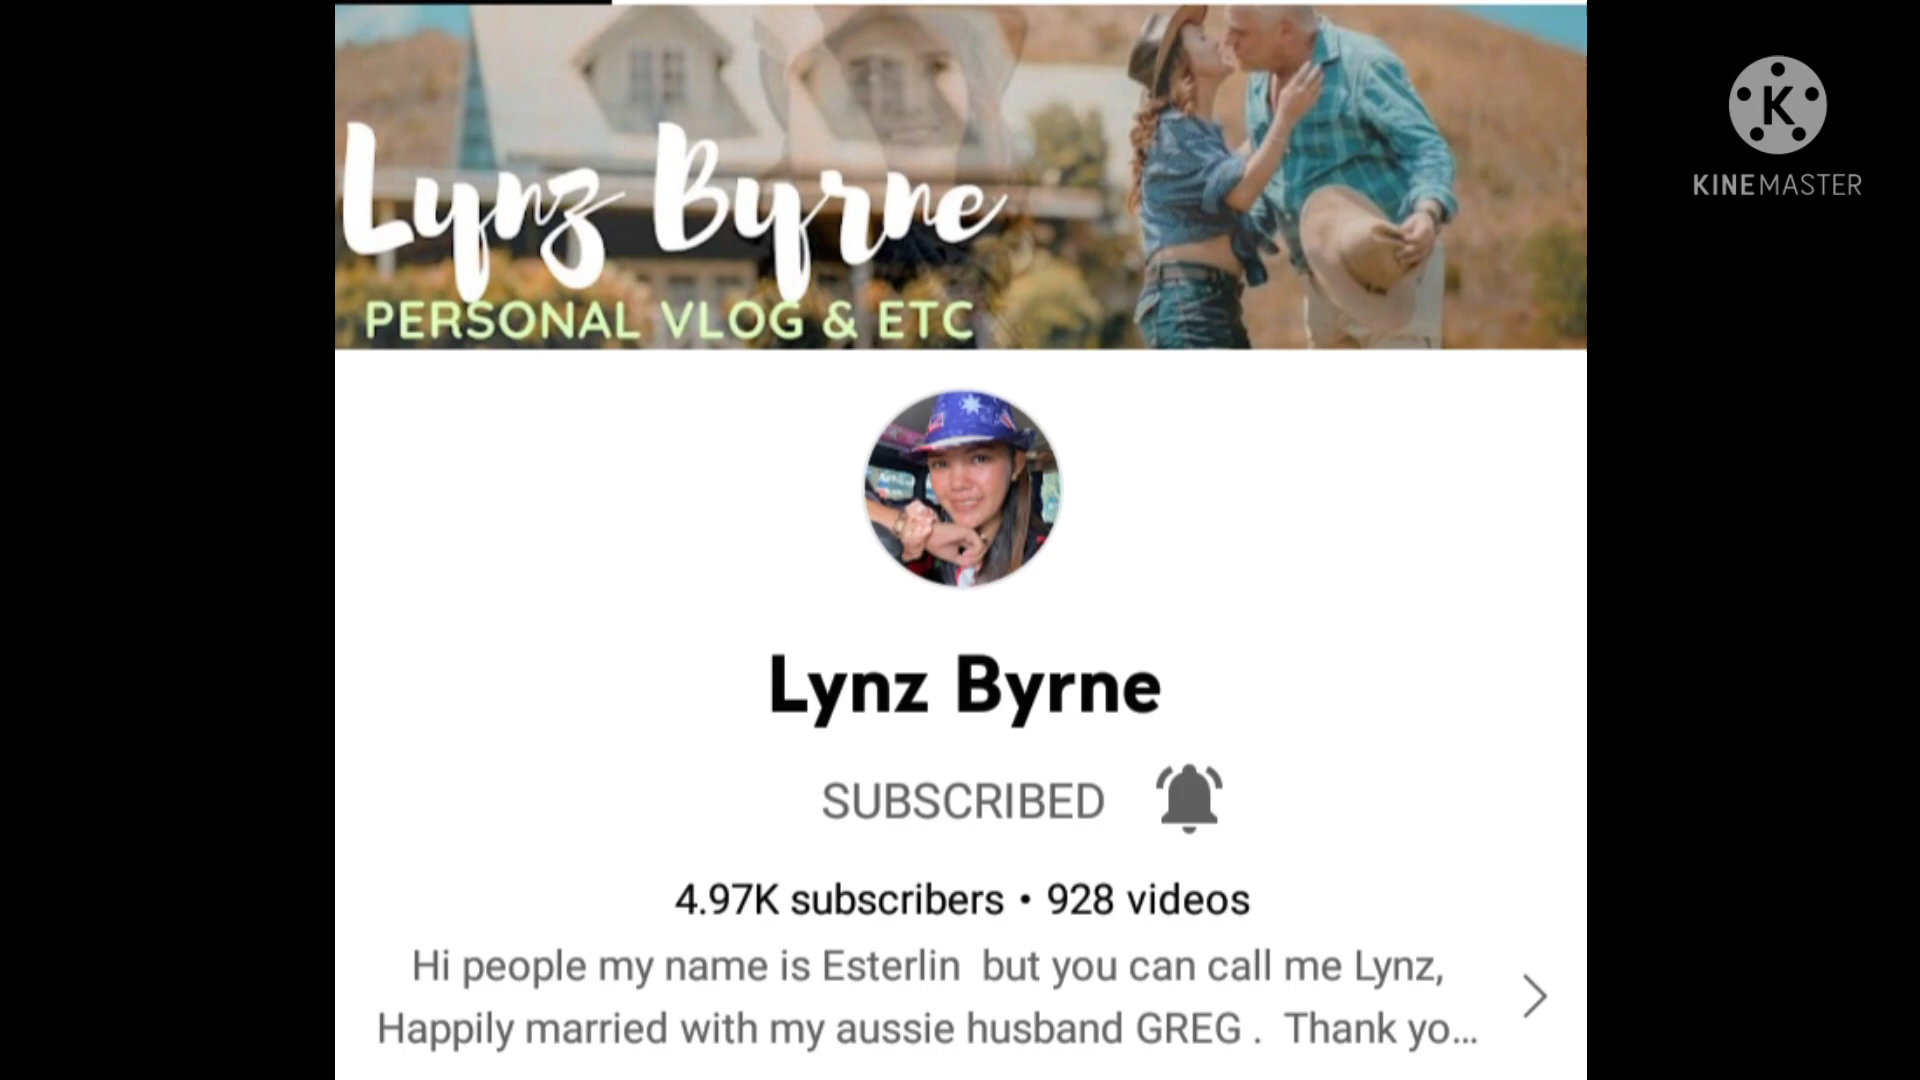 Lynz Byrne
PERSONAL VLOG & ETC
K
KINEMASTER
Lynz Byrne
SUBSCRIBED
4.97K subscribers • 928 videos
Hi people my name is Esterlin  but you can call me Lynz,
Happily married with my aussie husband GREG .  Thank yo...